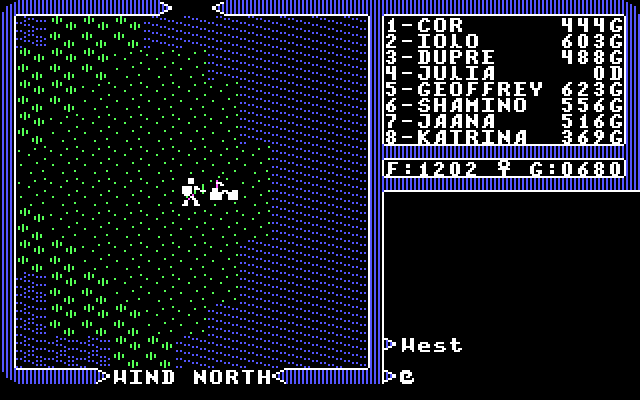 1-COR 444G
2-IOLO 603G
3-DUPRE 488G
4-JULIA 0D
5-GEOFFREY 623G
6-SHAMINO 556G
7-JAANA 516G
8-KATRINA 369G
F:1202 ♀ G:0680
West
WIND NORTH